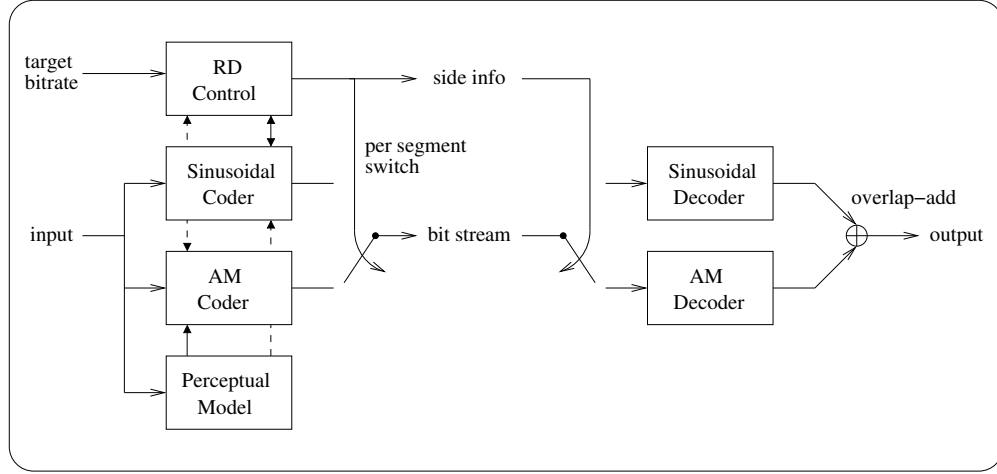 target
bitrate
RD
Control
side info
per segment
switch
Sinusoidal
Coder
Sinusoidal
Decoder
overlap−add
input
bit stream
output
AM
Coder
AM
Decoder
Perceptual
Model